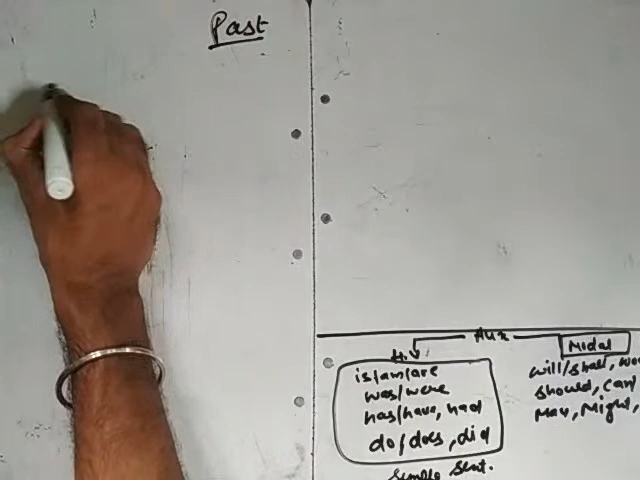 Past
Aux
H. Modal
is/am/are
was/were
has/have, had
do/does, did
will/shall,
should, can
May, Might,
Simple Sent.